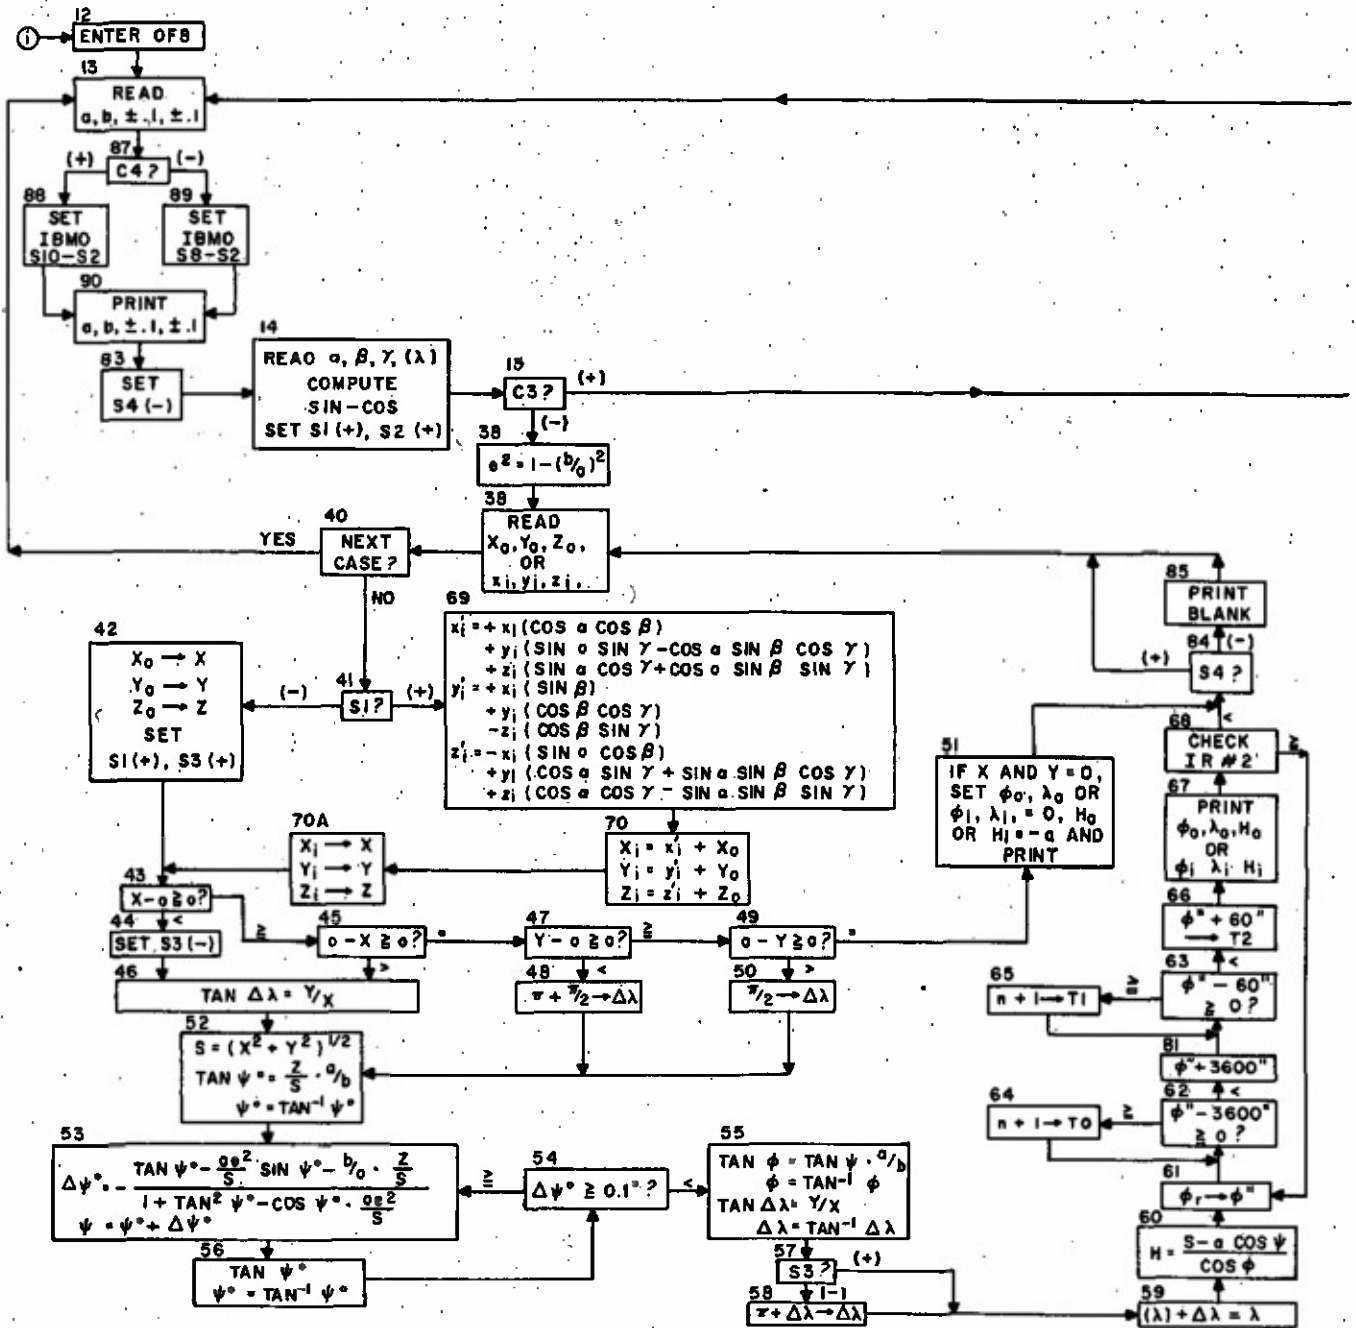 12
i
ENTER OF8
13
READ
a, b, ± .1, ± .1
87
(+)
C4?
(-)
88
SET
IBMO
S10-S2
89
SET
IBMO
S8-S2
90
PRINT
a, b, ± .1, ± .1
83
SET
S4 (-)
14
READ α, β, γ, (λ)
COMPUTE
SIN-COS
SET S1 (+), S2 (+)
15
C3?
(+)
(-)
38
e² = 1-(b/a)²
38
READ
X₀, Y₀, Z₀,
OR
xᵢ, yᵢ, zᵢ,
40
NEXT
CASE?
YES
NO
42
X₀ → X
Y₀ → Y
Z₀ → Z
SET
S1(+), S3(+)
41
(-)
S1?
(+)
69
xᵢ' = + xᵢ (COS α COS β)
+ yᵢ (SIN α SIN γ - COS α SIN β COS γ)
+ zᵢ (SIN α COS γ + COS α SIN β SIN γ)
yᵢ' = + xᵢ (SIN β)
+ yᵢ (COS β COS γ)
- zᵢ (COS β SIN γ)
zᵢ' = - xᵢ (SIN α COS β)
+ yᵢ (COS α SIN γ + SIN α SIN β COS γ)
+ zᵢ (COS α COS γ - SIN α SIN β SIN γ)
70A
Xᵢ → X
Yᵢ → Y
Zᵢ → Z
70
Xᵢ = xᵢ' + X₀
Yᵢ = yᵢ' + Y₀
Zᵢ = zᵢ' + Z₀
43
X-0 ≧ 0?
≧
<
44
SET S3 (-)
45
0-X ≧ 0?
=
>
47
Y-0 ≧ 0?
≧
<
49
0-Y ≧ 0?
=
>
46
TAN Δλ = Y/X
48
π + π/2 → Δλ
50
π/2 → Δλ
51
IF X AND Y = 0,
SET φ₀, λ₀ OR
φᵢ, λᵢ, = 0, H₀
OR Hᵢ = -a AND
PRINT
52
S = (X² + Y²)^1/2
TAN ψ° = Z/S · a/b
ψ° = TAN⁻¹ ψ°
53
Δψ° = - (TAN ψ° - ae²/S SIN ψ° - b/a · Z/S) / (1 + TAN² ψ° - COS ψ° · ae²/S)
ψ = ψ° + Δψ°
54
Δψ° ≧ 0.1"?
≧
<
55
TAN φ = TAN ψ · a/b
φ = TAN⁻¹ φ
TAN Δλ = Y/X
Δλ = TAN⁻¹ Δλ
56
TAN ψ°
ψ° = TAN⁻¹ ψ°
57
S3?
(+)
(-)
58
π + Δλ → Δλ
59
(λ) + Δλ = λ
60
H = (S - a COS ψ) / COS φ
61
φᵣ → φ"
62
φ" - 3600"
≧ 0?
≧
<
64
n + 1 → T0
81
φ" + 3600"
63
φ" - 60"
≧ 0?
≧
<
65
n + 1 → T1
66
φ" + 60"
→ T2
67
PRINT
φ₀, λ₀, H₀
OR
φᵢ λᵢ Hᵢ
68
CHECK
IR #2
≧
<
84
S4?
(+)
(-)
85
PRINT
BLANK